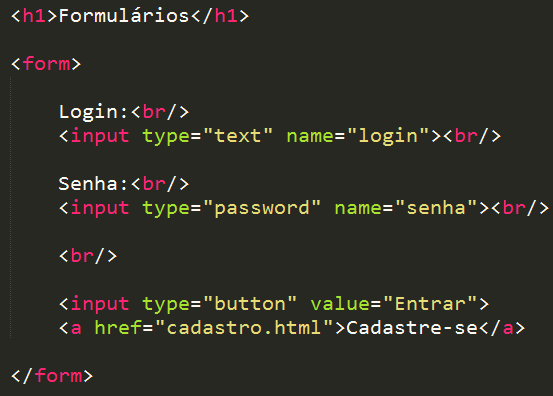 <h1>Formulários</h1>
<form>
Login:<br/>
<input type="text" name="login"><br/>
Senha:<br/>
<input type="password" name="senha"><br/>
<br/>
<input type="button" value="Entrar">
<a href="cadastro.html">Cadastre-se</a>
</form>